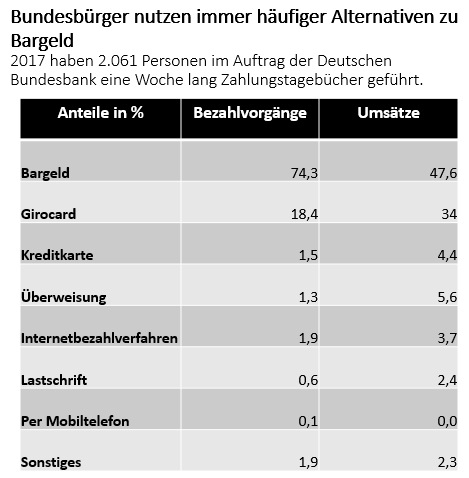 Bundesbürger nutzen immer häufiger Alternativen zu
Bargeld
2017 haben 2.061 Personen im Auftrag der Deutschen
Bundesbank eine Woche lang Zahlungstagebücher geführt.
Anteile in % Bezahlvorgänge Umsätze
Bargeld 74,3 47,6
Girocard 18,4 34
Kreditkarte 1,5 4,4
Überweisung 1,3 5,6
Internetbezahlverfahren 1,9 3,7
Lastschrift 0,6 2,4
Per Mobiltelefon 0,1 0,0
Sonstiges 1,9 2,3